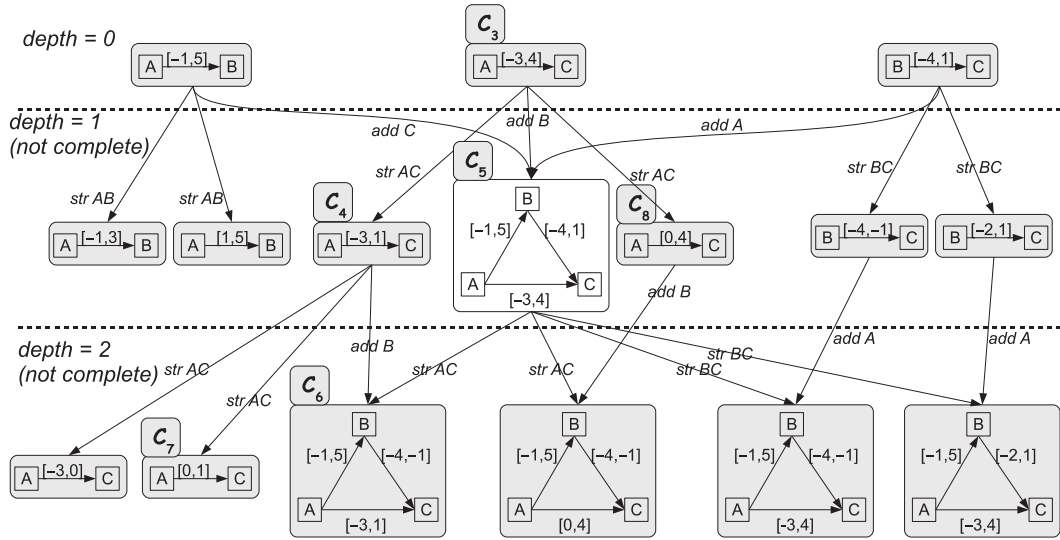 depth = 0
C3
A [–1,5] B
A [–3,4] C
B [–4,1] C
depth = 1
(not complete)
add C
add B
add A
C5
str AB
str AB
str AC
str AC
str BC
str BC
C4
C8
A [–1,3] B
A [1,5] B
A [–3,1] C
B
[–1,5] [–4,1]
A C
[–3,4]
A [0,4] C
B [–4,–1] C
B [–2,1] C
add B
depth = 2
(not complete)
str AC
str AC
add B
str AC
str AC
str BC
str BC
add A
add A
C6
C7
A [–3,0] C
A [0,1] C
B
[–1,5] [–4,–1]
A C
[–3,1]
B
[–1,5] [–4,–1]
A C
[0,4]
B
[–1,5] [–4,–1]
A C
[-3,4]
B
[–1,5] [–2,1]
A C
[–3,4]